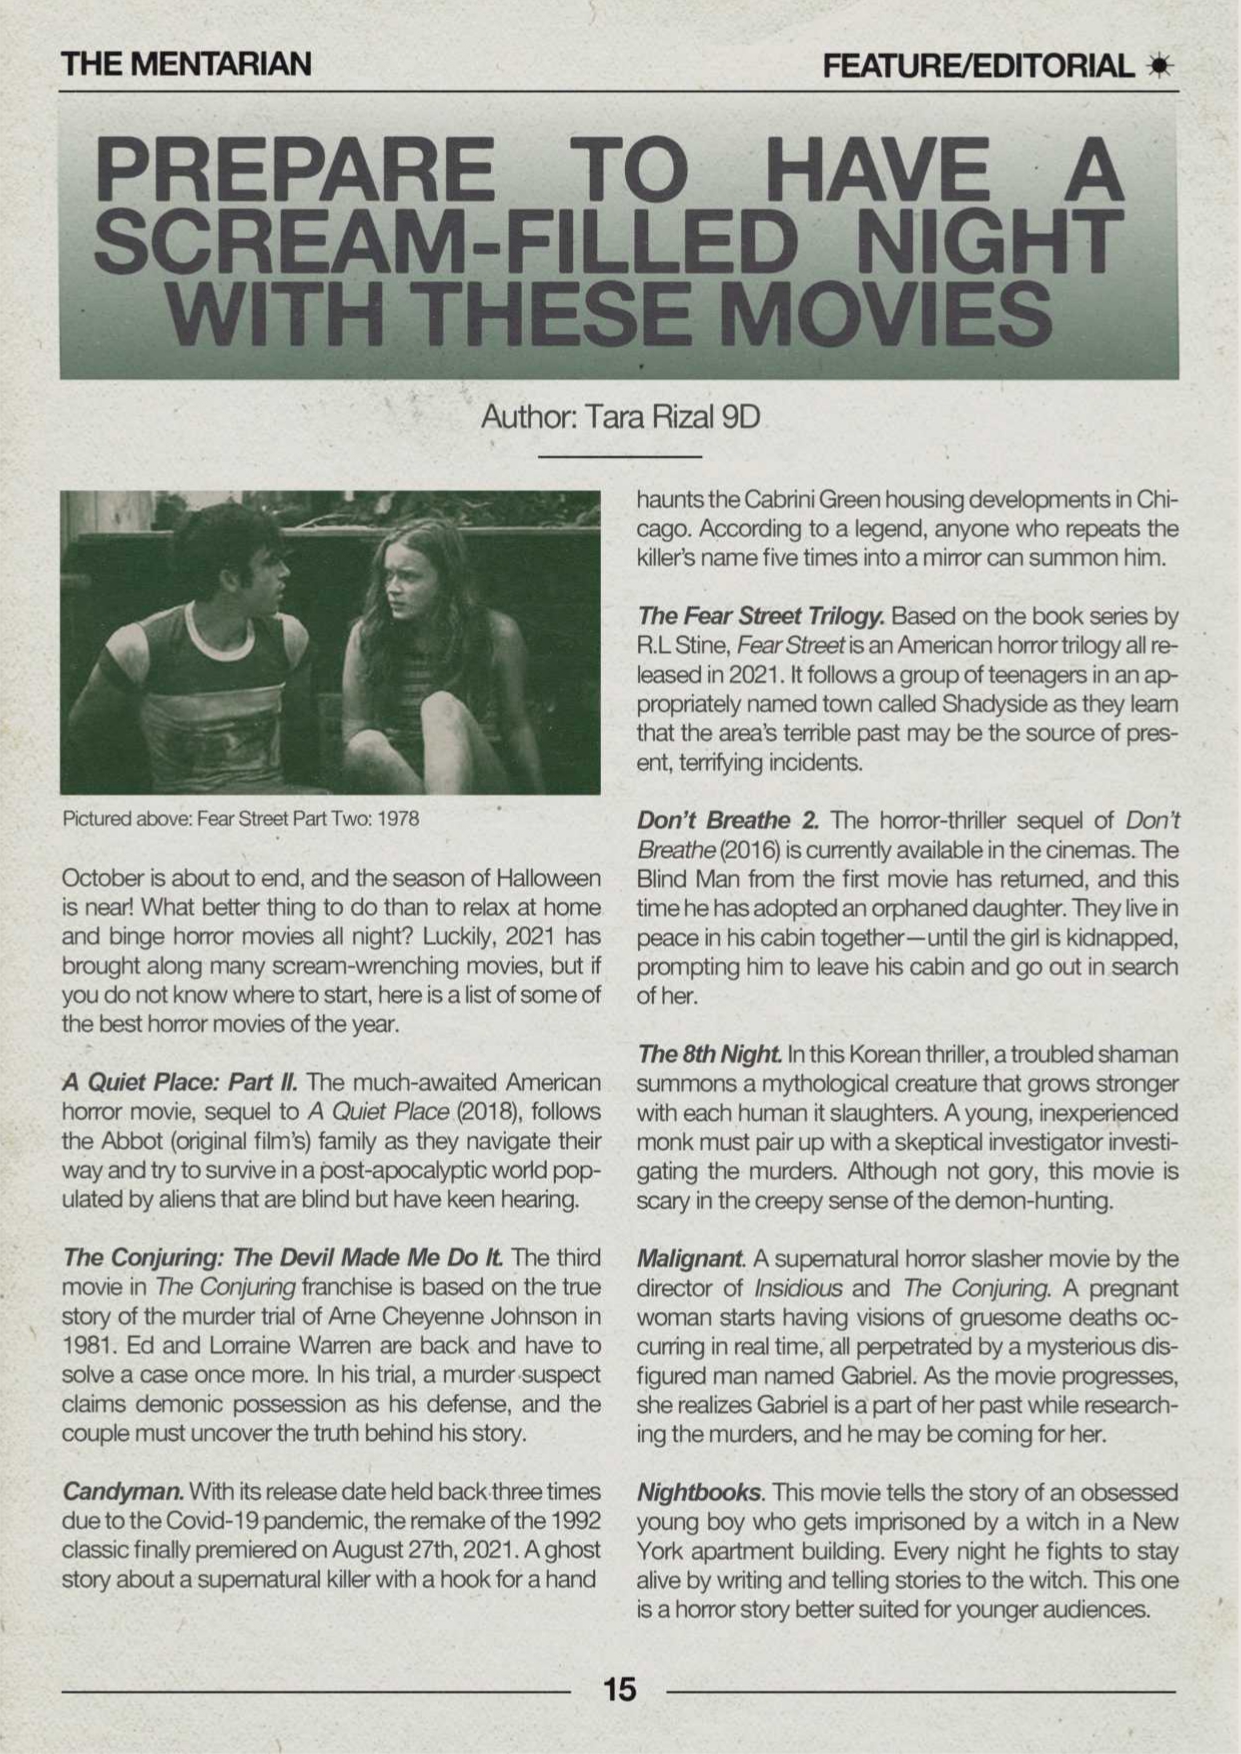 THE MENTARIAN
FEATURE/EDITORIAL
PREPARE TO HAVE A
SCREAM-FILLED NIGHT
WITH THESE MOVIES
Author: Tara Rizal 9D
Pictured above: Fear Street Part Two: 1978
October is about to end, and the season of Halloween
is near! What better thing to do than to relax at home
and binge horror movies all night? Luckily, 2021 has
brought along many scream-wrenching movies, but if
you do not know where to start, here is a list of some of
the best horror movies of the year.
A Quiet Place: Part II. The much-awaited American
horror movie, sequel to A Quiet Place (2018), follows
the Abbot (original film's) family as they navigate their
way and try to survive in a post-apocalyptic world pop-
ulated by aliens that are blind but have keen hearing.
The Conjuring: The Devil Made Me Do It. The third
movie in The Conjuring franchise is based on the true
story of the murder trial of Arne Cheyenne Johnson in
1981. Ed and Lorraine Warren are back and have to
solve a case once more. In his trial, a murder suspect
claims demonic possession as his defense, and the
couple must uncover the truth behind his story.
Candyman. With its release date held back three times
due to the Covid-19 pandemic, the remake of the 1992
classic finally premiered on August 27th, 2021. A ghost
story about a supernatural killer with a hook for a hand
haunts the Cabrini Green housing developments in Chi-
cago. According to a legend, anyone who repeats the
killer's name five times into a mirror can summon him.
The Fear Street Trilogy. Based on the book series by
R.L Stine, Fear Street is an American horror trilogy all re-
leased in 2021. It follows a group of teenagers in an ap-
propriately named town called Shadyside as they learn
that the area's terrible past may be the source of pres-
ent, terrifying incidents.
Don't Breathe 2. The horror-thriller sequel of Don't
Breathe (2016) is currently available in the cinemas. The
Blind Man from the first movie has returned, and this
time he has adopted an orphaned daughter. They live in
peace in his cabin together—until the girl is kidnapped,
prompting him to leave his cabin and go out in search
of her.
The 8th Night. In this Korean thriller, a troubled shaman
summons a mythological creature that grows stronger
with each human it slaughters. A young, inexperienced
monk must pair up with a skeptical investigator investi-
gating the murders. Although not gory, this movie is
scary in the creepy sense of the demon-hunting.
Malignant. A supernatural horror slasher movie by the
director of Insidious and The Conjuring. A pregnant
woman starts having visions of gruesome deaths oc-
curring in real time, all perpetrated by a mysterious dis-
figured man named Gabriel. As the movie progresses,
she realizes Gabriel is a part of her past while research-
ing the murders, and he may be coming for her.
Nightbooks. This movie tells the story of an obsessed
young boy who gets imprisoned by a witch in a New
York apartment building. Every night he fights to stay
alive by writing and telling stories to the witch. This one
is a horror story better suited for younger audiences.
15